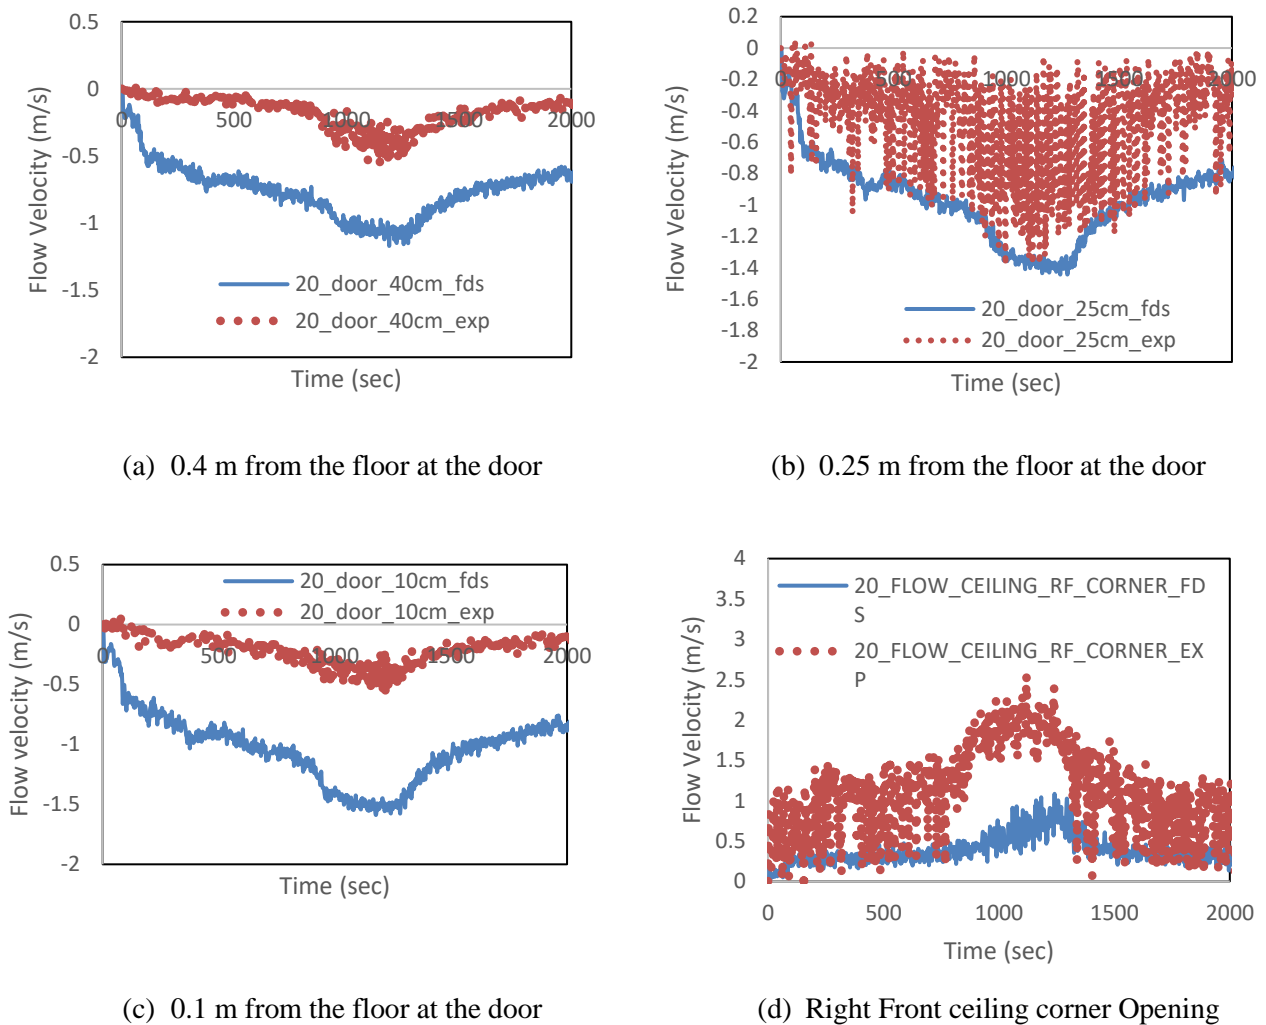 0.5
0
-0.5
-1
-1.5
-2
0 500 1000 1500 2000
Flow Velocity (m/s)
20_door_40cm_fds
20_door_40cm_exp
Time (sec)
(a) 0.4 m from the floor at the door
0.2
0
-0.2
-0.4
-0.6
-0.8
-1
-1.2
-1.4
-1.6
-1.8
-2
0 500 1000 1500 2000
Flow Velocity (m/s)
20_door_25cm_fds
20_door_25cm_exp
Time (sec)
(b) 0.25 m from the floor at the door
0.5
0
-0.5
-1
-1.5
-2
0 500 1000 1500 2000
Flow velocity (m/s)
20_door_10cm_fds
20_door_10cm_exp
Time (sec)
(c) 0.1 m from the floor at the door
4
3.5
3
2.5
2
1.5
1
0.5
0
Flow Velocity (m/s)
20_FLOW_CEILING_RF_CORNER_FD
S
20_FLOW_CEILING_RF_CORNER_EX
P
0 500 1000 1500 2000
Time (sec)
(d) Right Front ceiling corner Opening